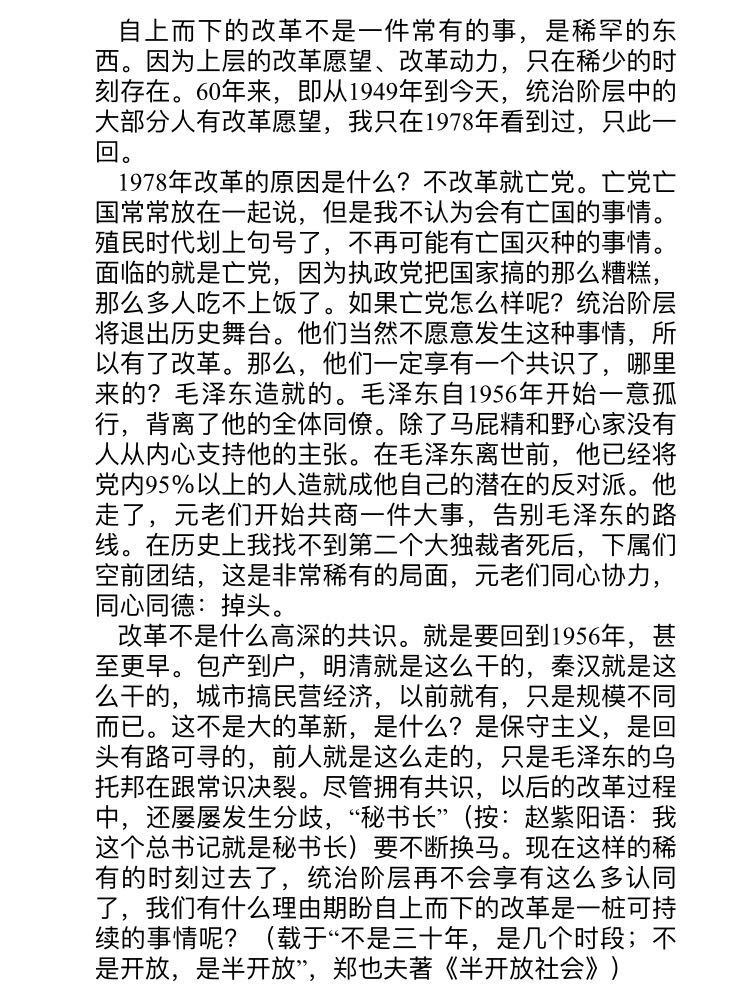 自上而下的改革不是一件常有的事，是稀罕的东
西。因为上层的改革愿望、改革动力，只在稀少的时
刻存在。60年来，即从1949年到今天，统治阶层中的
大部分人有改革愿望，我只在1978年看到过，只此一
回。
1978年改革的原因是什么？不改革就亡党。亡党亡
国常常放在一起说，但是我不认为会有亡国的事情。
殖民时代划上句号了，不再可能有亡国灭种的事情。
面临的就是亡党，因为执政党把国家搞的那么糟糕，
那么多人吃不上饭了。如果亡党怎么样呢？统治阶层
将退出历史舞台。他们当然不愿意发生这种事情，所
以有了改革。那么，他们一定享有一个共识了，哪里
来的？毛泽东造就的。毛泽东自1956年开始一意孤
行，背离了他的全体同僚。除了马屁精和野心家没有
人从内心支持他的主张。在毛泽东离世前，他已经将
党内95%以上的人造就成他自己的潜在的反对派。他
走了，元老们开始共商一件大事，告别毛泽东的路
线。在历史上我找不到第二个大独裁者死后，下属们
空前团结，这是非常稀有的局面，元老们同心协力，
同心同德：掉头。
改革不是什么高深的共识。就是要回到1956年，甚
至更早。包产到户，明清就是这么干的，秦汉就是这
么干的，城市搞民营经济，以前就有，只是规模不同
而已。这不是大的革新，是什么？是保守主义，是回
头有路可寻的，前人就是这么走的，只是毛泽东的乌
托邦在跟常识决裂。尽管拥有共识，以后的改革过程
中，还屡屡发生分歧，“秘书长”（按：赵紫阳语：我
这个总书记就是秘书长）要不断换马。现在这样的稀
有的时刻过去了，统治阶层再不会享有这么多认同
了，我们有什么理由期盼自上而下的改革是一桩可持
续的事情呢？（载于“不是三十年，是几个时段；不
是开放，是半开放”，郑也夫著《半开放社会》）